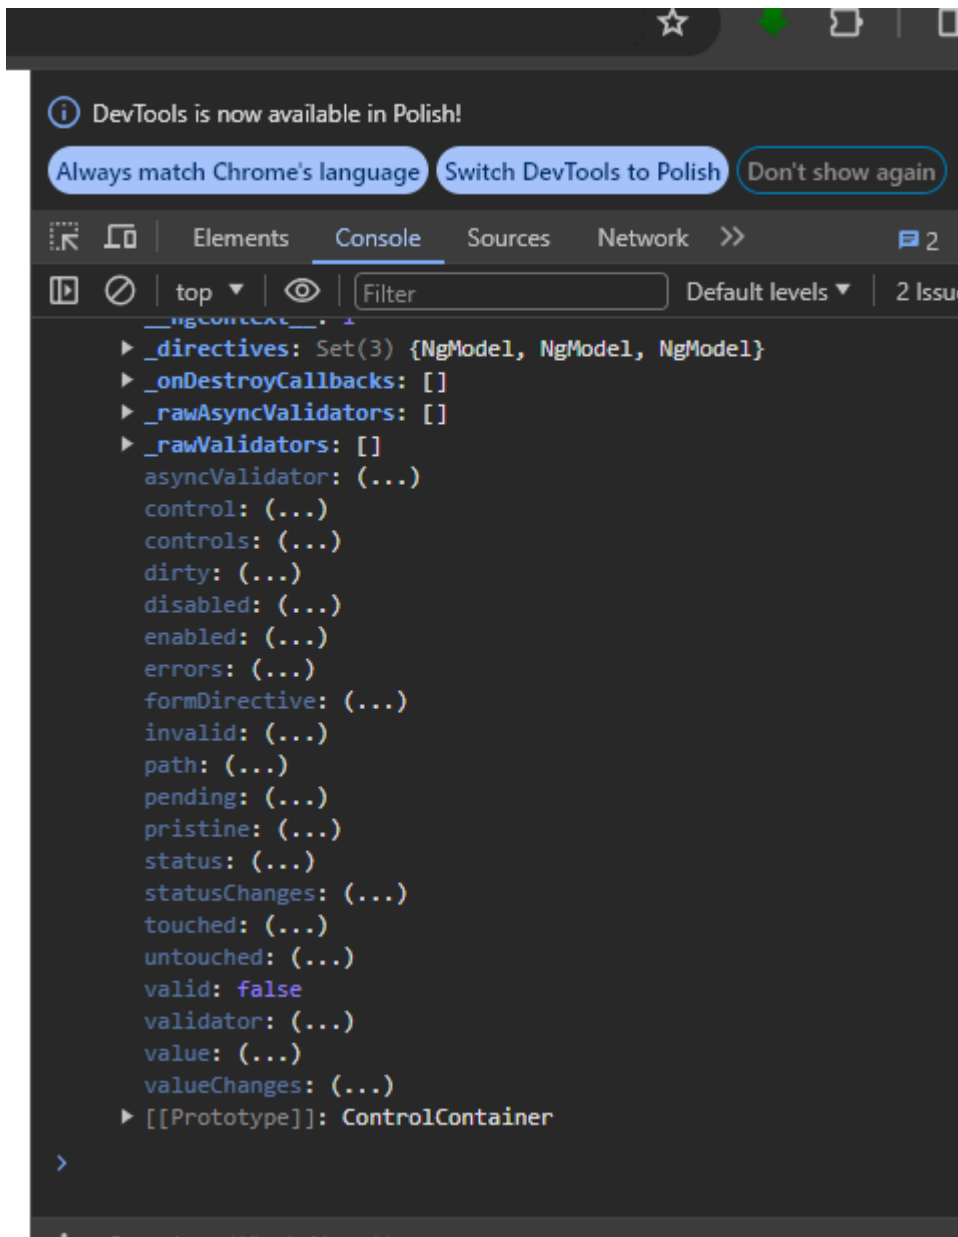 DevTools is now available in Polish!
Always match Chrome's language Switch DevTools to Polish Don't show again
Elements Console Sources Network 2
top Filter Default levels 2 Issu
__ngContext__: 1
_directives: Set(3) {NgModel, NgModel, NgModel}
_onDestroyCallbacks: []
_rawAsyncValidators: []
_rawValidators: []
asyncValidator: (...)
control: (...)
controls: (...)
dirty: (...)
disabled: (...)
enabled: (...)
errors: (...)
formDirective: (...)
invalid: (...)
path: (...)
pending: (...)
pristine: (...)
status: (...)
statusChanges: (...)
touched: (...)
untouched: (...)
valid: false
validator: (...)
value: (...)
valueChanges: (...)
[[Prototype]]: ControlContainer